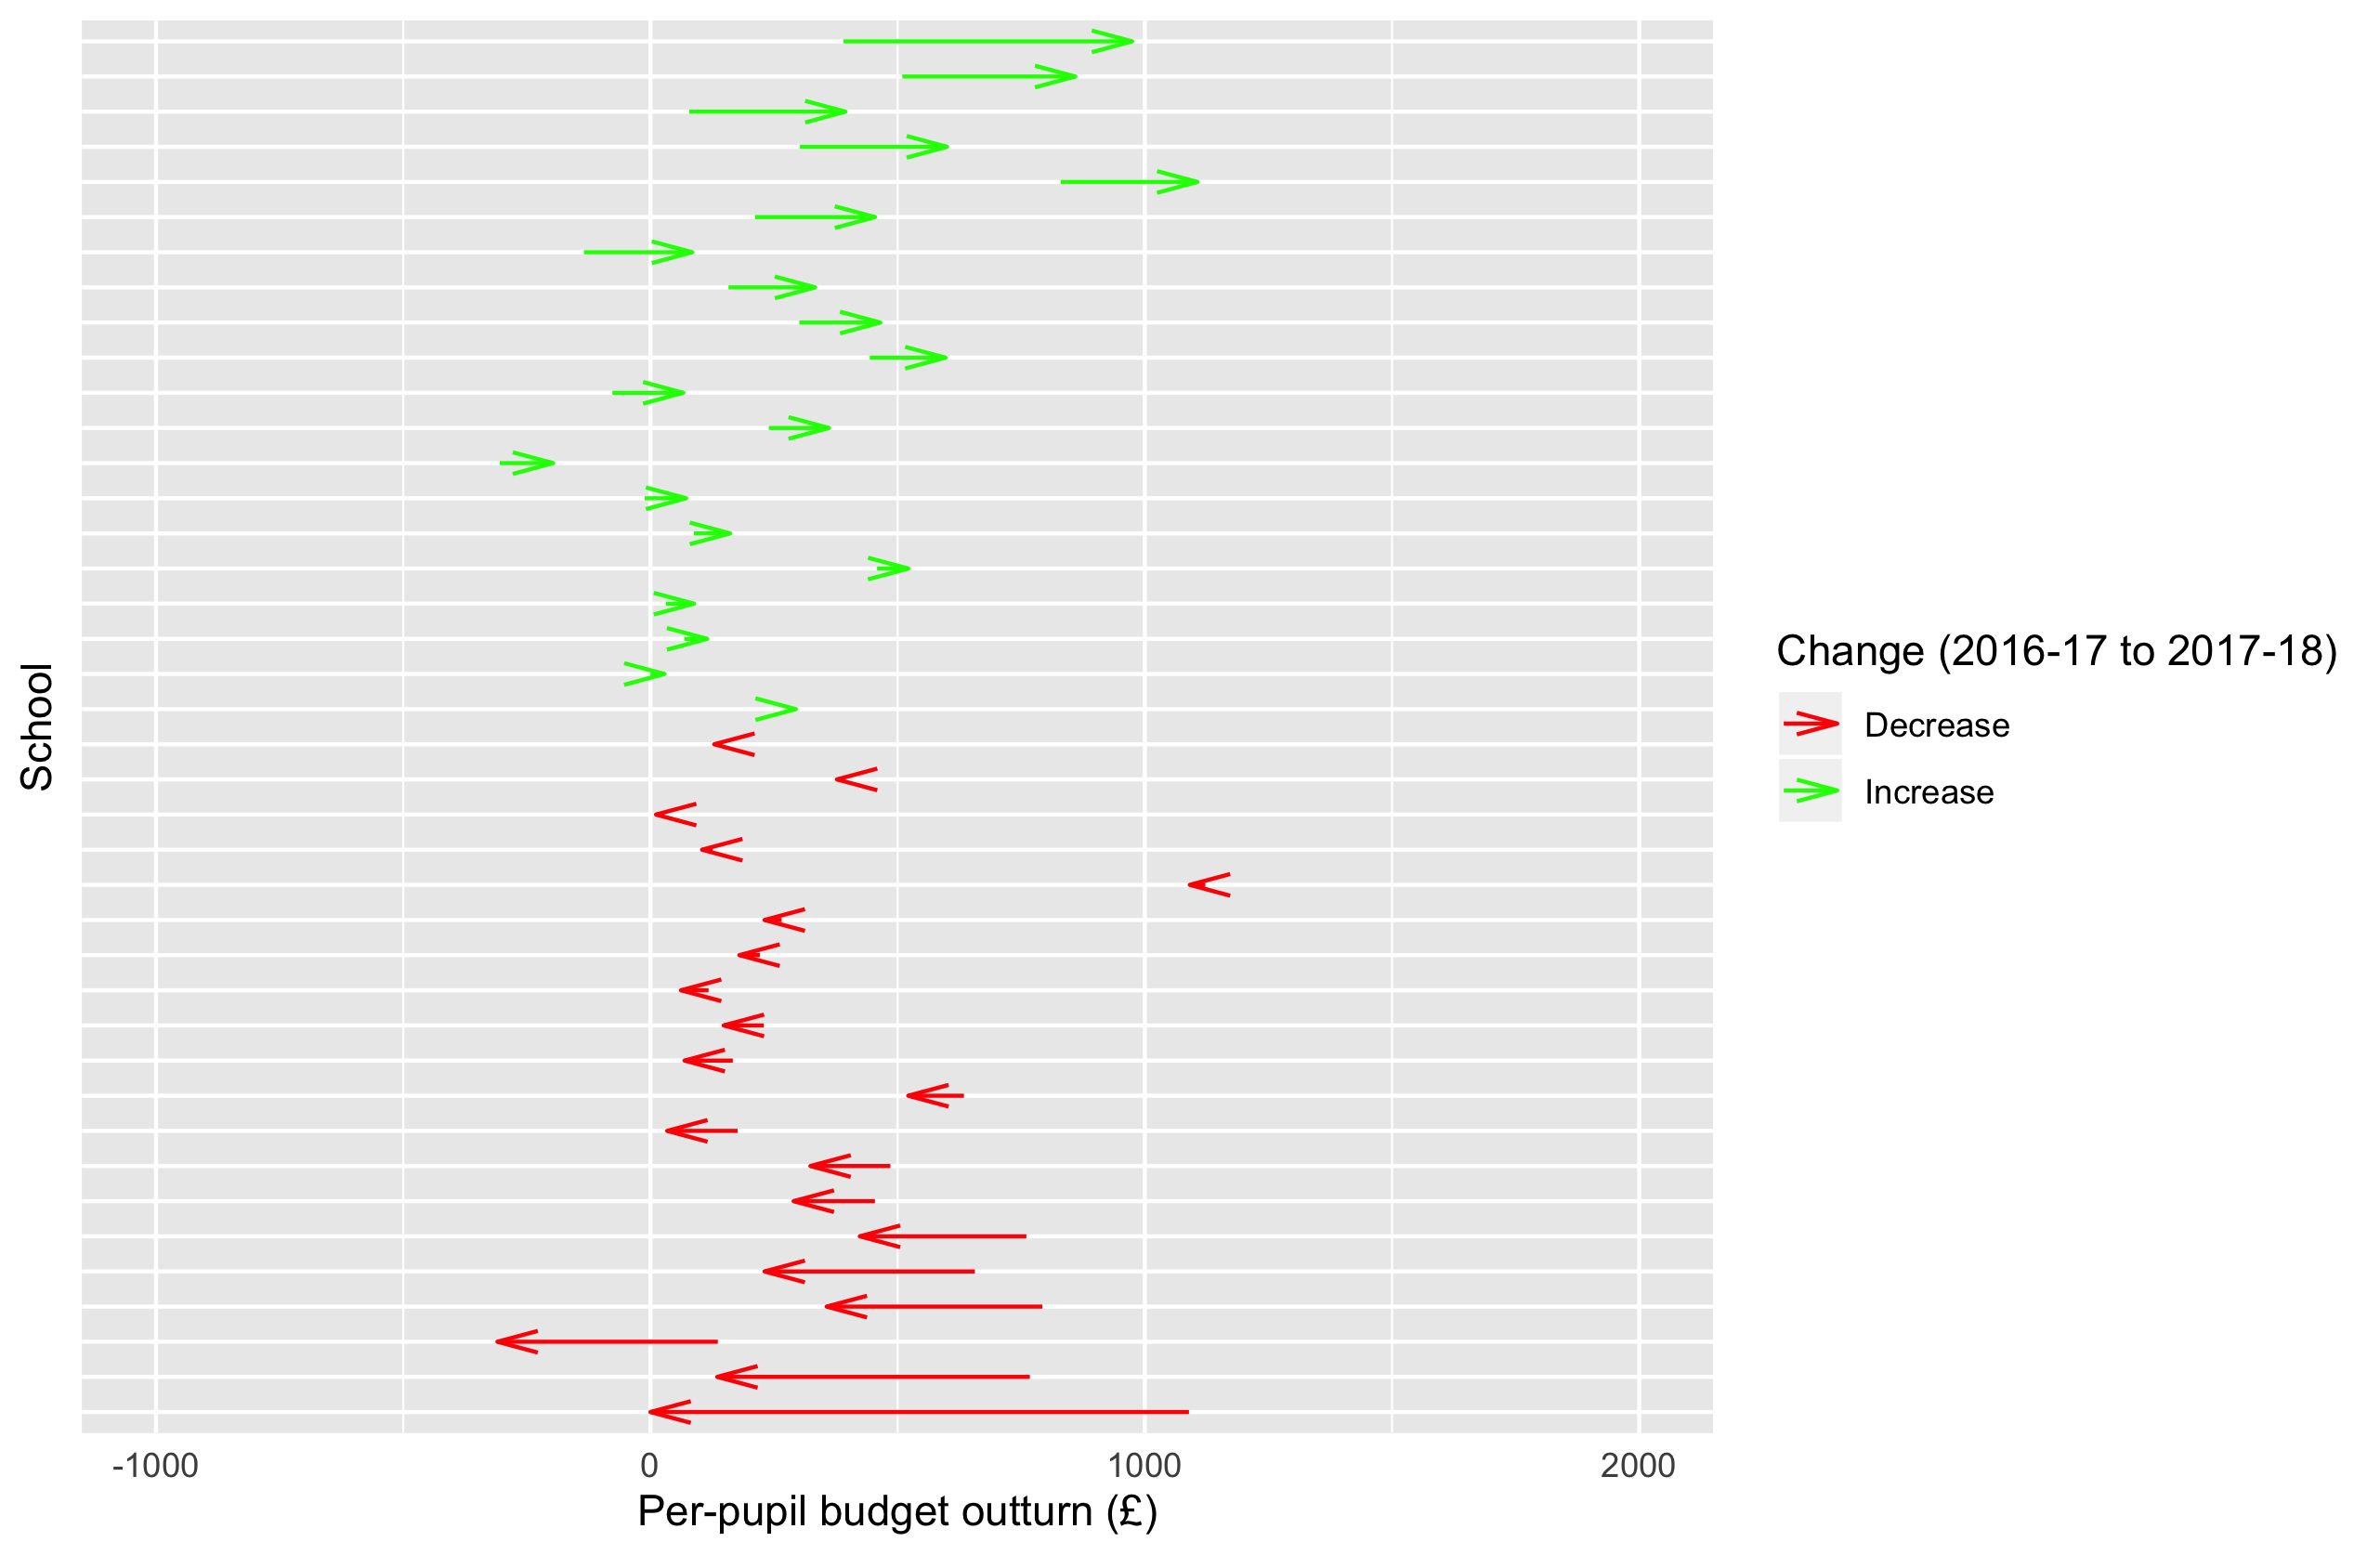 School
Change (2016-17 to 2017-18)
Decrease
Increase
-1000 0 1000 2000
Per-pupil budget outturn (£)